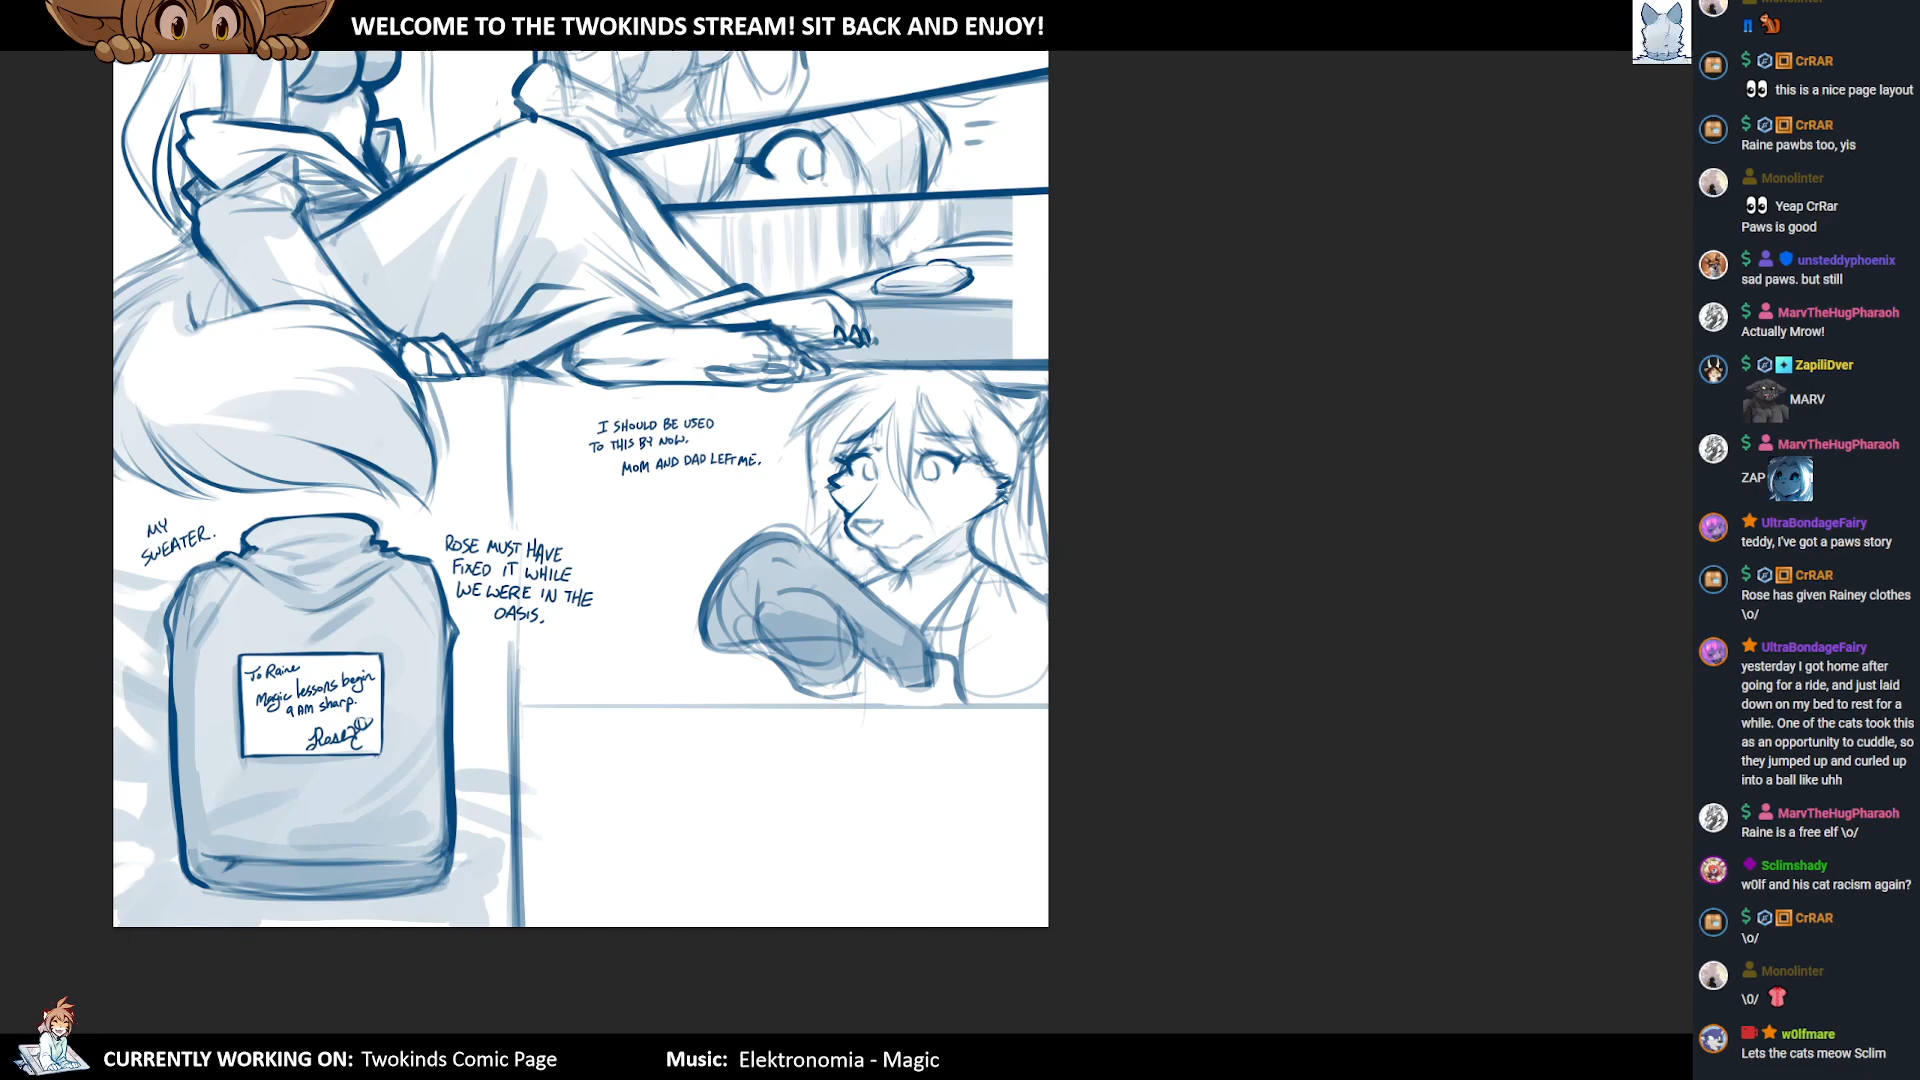 WELCOME TO THE TWOKINDS STREAM! SIT BACK AND ENJOY!
I SHOULD BE USED
TO THIS BY NOW.
MOM AND DAD LEFT ME.
MY
SWEATER.
ROSE MUST HAVE
FIXED IT WHILE
WE WERE IN THE
OASIS.
To Raine
Magic lessons begin
9 AM sharp.
Rose
CURRENTLY WORKING ON: Twokinds Comic Page
Music: Elektronomia - Magic
Monolinter
CrRAR
this is a nice page layout
CrRAR
Raine pawbs too, yis
Monolinter
Yeap CrRar
Paws is good
unsteddyphoenix
sad paws. but still
MarvTheHugPharaoh
Actually Mrow!
ZapiliDver
MARV
MarvTheHugPharaoh
ZAP
UltraBondageFairy
teddy, I've got a paws story
CrRAR
Rose has given Rainey clothes
\o/
UltraBondageFairy
yesterday I got home after
going for a ride, and just laid
down on my bed to rest for a
while. One of the cats took this
as an opportunity to cuddle, so
they jumped up and curled up
into a ball like uhh
MarvTheHugPharaoh
Raine is a free elf \o/
Sclimshady
w0lf and his cat racism again?
CrRAR
\o/
Monolinter
\0/
w0lfmare
Lets the cats meow Sclim